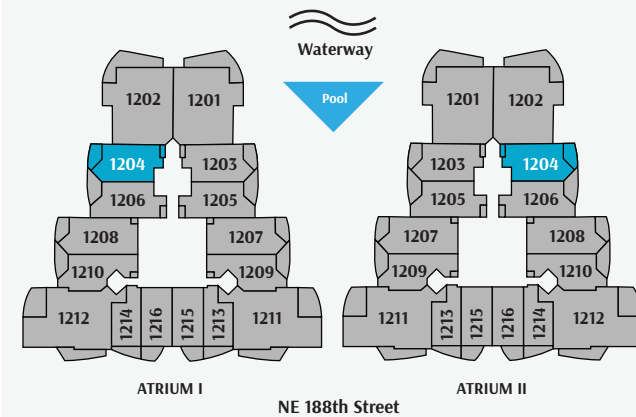 Waterway
Pool
1202 1201
1204 1203
1206 1205
1208 1207
1210 1209
1212 1214 1216 1215 1213 1211
ATRIUM I
1201 1202
1203 1204
1205 1206
1207 1208
1209 1210
1211 1213 1215 1216 1214 1212
ATRIUM II
NE 188th Street